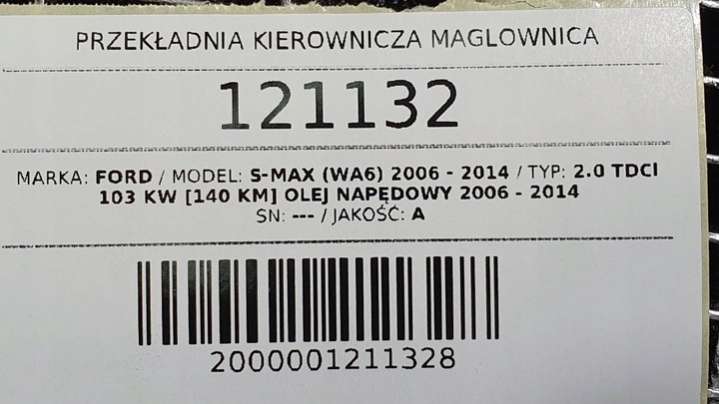 PRZEKŁADNIA KIEROWNICZA MAGLOWNICA
121132
MARKA: FORD / MODEL: S-MAX (WA6) 2006 - 2014 / TYP: 2.0 TDCI
103 KW [140 KM] OLEJ NAPĘDOWY 2006 - 2014
SN: --- / JAKOŚĆ: A
2000001211328